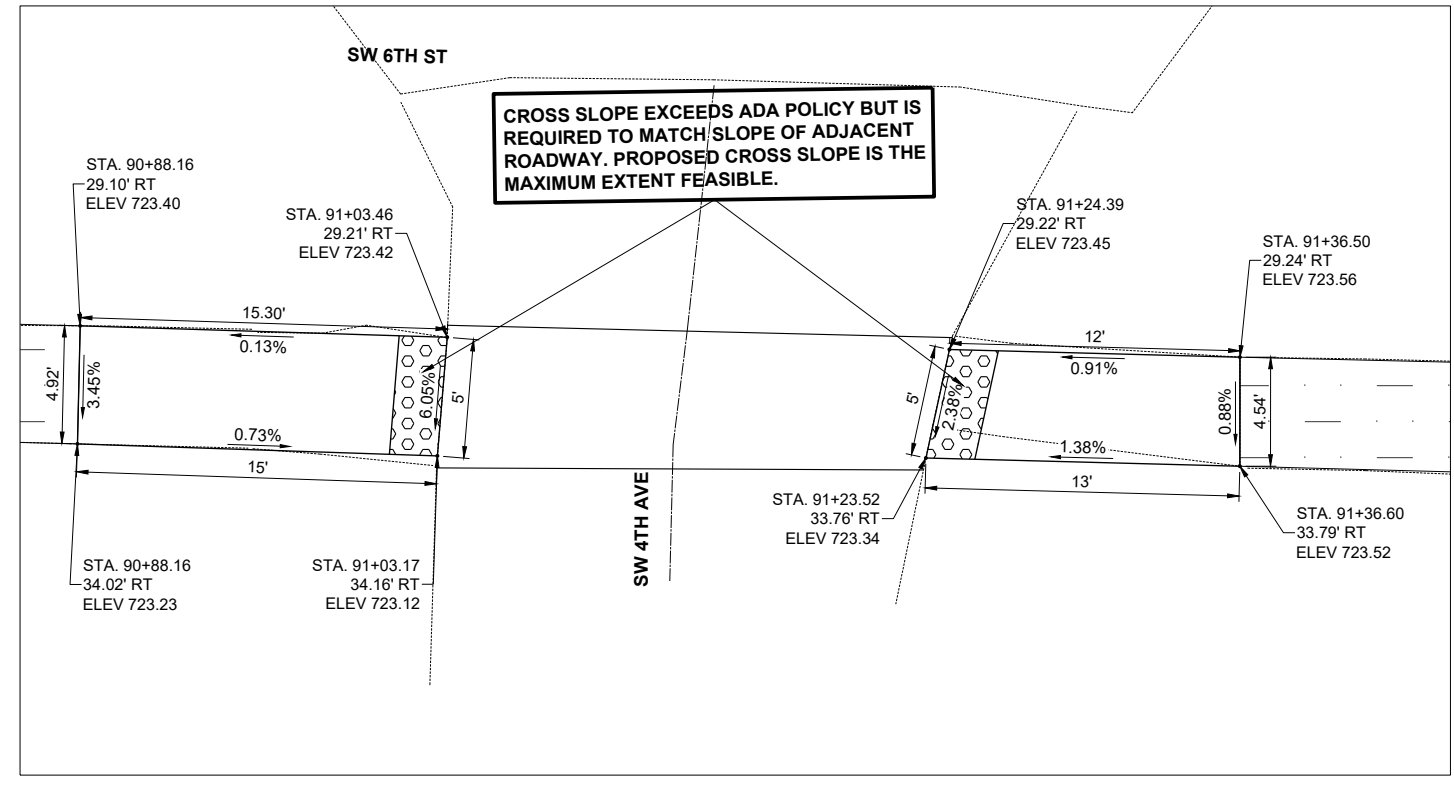 SW 6TH ST
CROSS SLOPE EXCEEDS ADA POLICY BUT IS
REQUIRED TO MATCH SLOPE OF ADJACENT
ROADWAY. PROPOSED CROSS SLOPE IS THE
MAXIMUM EXTENT FEASIBLE.
STA. 90+88.16
29.10' RT
ELEV 723.40
STA. 91+03.46
29.21' RT
ELEV 723.42
STA. 91+24.39
29.22' RT
ELEV 723.45
STA. 91+36.50
29.24' RT
ELEV 723.56
15.30'
0.13%
4.92'
3.45%
6.05%
5'
0.73%
15'
12'
0.91%
5'
2.38%
0.88%
4.54'
1.38%
13'
SW 4TH AVE
STA. 91+23.52
33.76' RT
ELEV 723.34
STA. 91+36.60
33.79' RT
ELEV 723.52
STA. 90+88.16
34.02' RT
ELEV 723.23
STA. 91+03.17
34.16' RT
ELEV 723.12